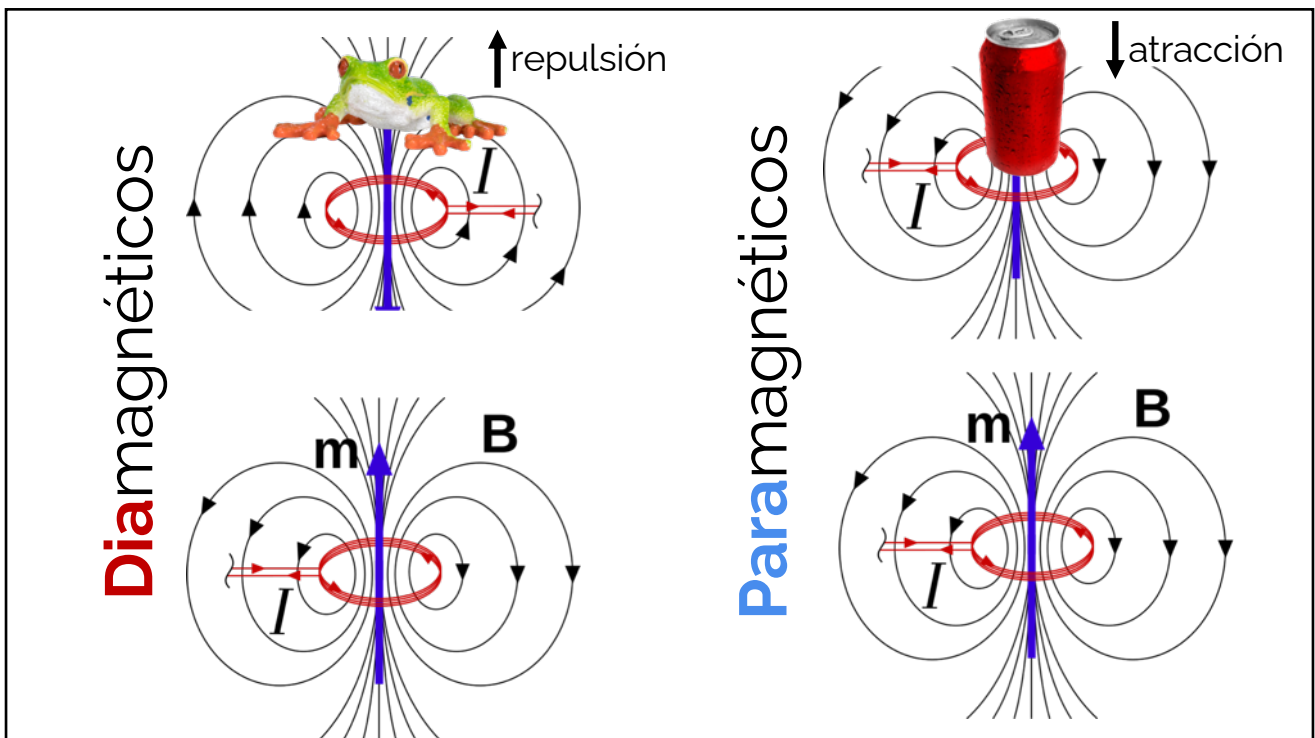 Diamagnéticos
repulsión
I
m
B
I
Paramagnéticos
atracción
I
m
B
I